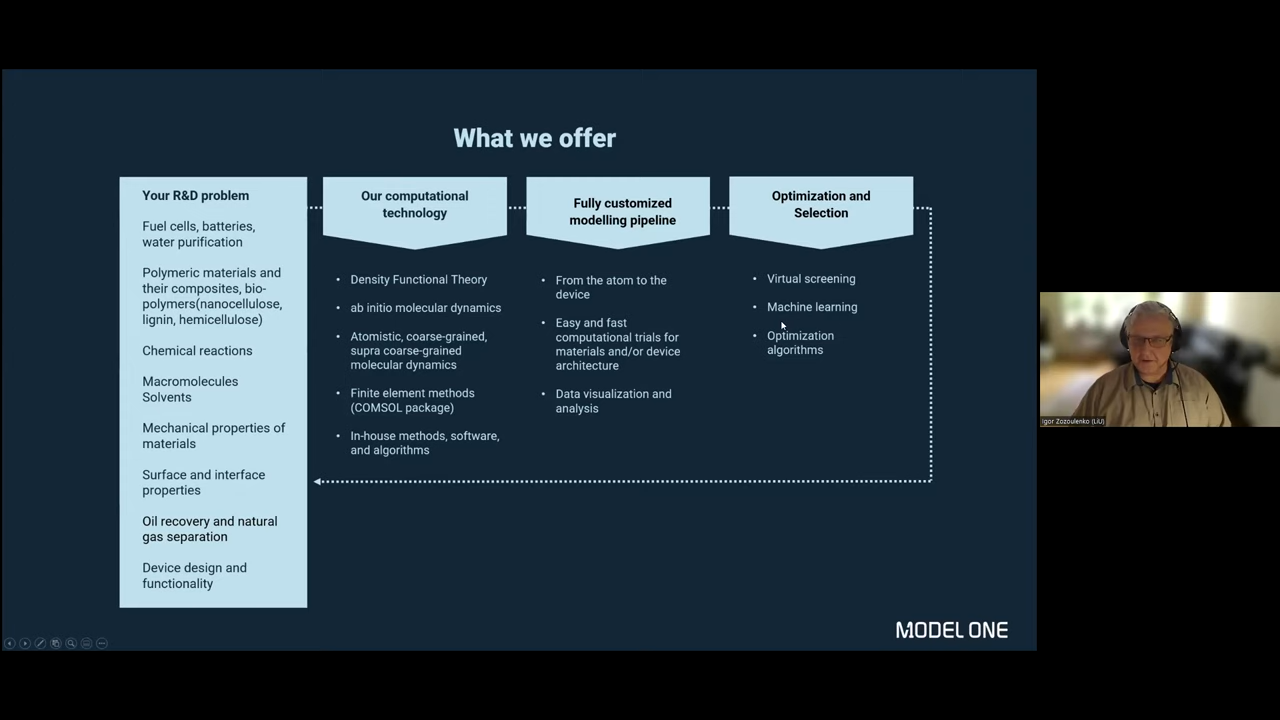 What we offer
Your R&D problem
Fuel cells, batteries,
water purification
Polymeric materials and
their composites, bio-
polymers(nanocellulose,
lignin, hemicellulose)
Chemical reactions
Macromolecules
Solvents
Mechanical properties of
materials
Surface and interface
properties
Oil recovery and natural
gas separation
Device design and
functionality
Our computational
technology
• Density Functional Theory
• ab initio molecular dynamics
• Atomistic, coarse-grained,
supra coarse-grained
molecular dynamics
• Finite element methods
(COMSOL package)
• In-house methods, software,
and algorithms
Fully customized
modelling pipeline
• From the atom to the
device
• Easy and fast
computational trials for
materials and/or device
architecture
• Data visualization and
analysis
Optimization and
Selection
• Virtual screening
• Machine learning
• Optimization
algorithms
MODEL ONE
Igor Zozoulenko (LiU)